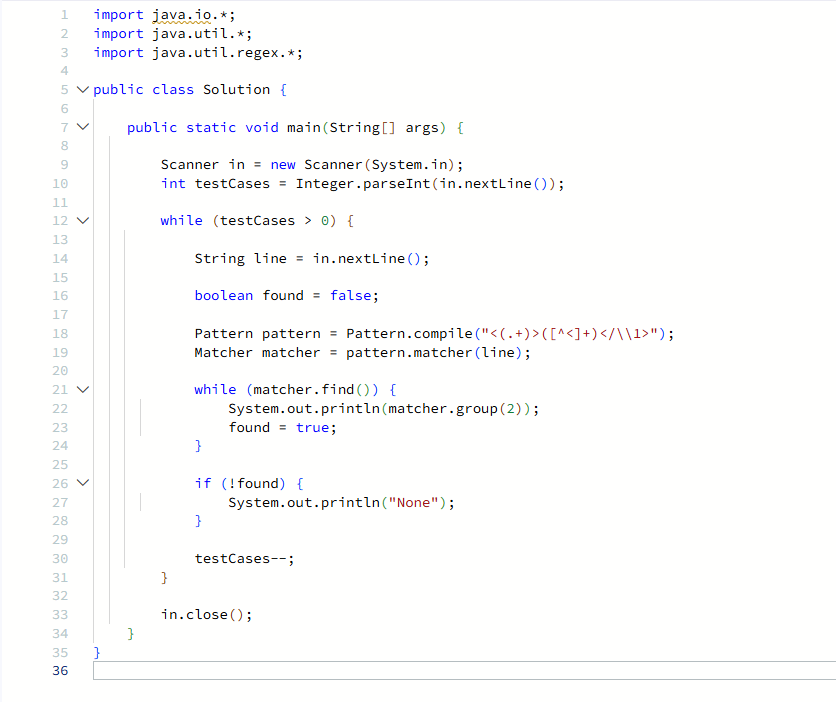 1 import java.io.*;
2 import java.util.*;
3 import java.util.regex.*;
4
5 public class Solution {
6
7 public static void main(String[] args) {
8
9 Scanner in = new Scanner(System.in);
10 int testCases = Integer.parseInt(in.nextLine());
11
12 while (testCases > 0) {
13
14 String line = in.nextLine();
15
16 boolean found = false;
17
18 Pattern pattern = Pattern.compile("<(.+)>([^<]+)</\\1>");
19 Matcher matcher = pattern.matcher(line);
20
21 while (matcher.find()) {
22 System.out.println(matcher.group(2));
23 found = true;
24 }
25
26 if (!found) {
27 System.out.println("None");
28 }
29
30 testCases--;
31 }
32
33 in.close();
34 }
35 }
36